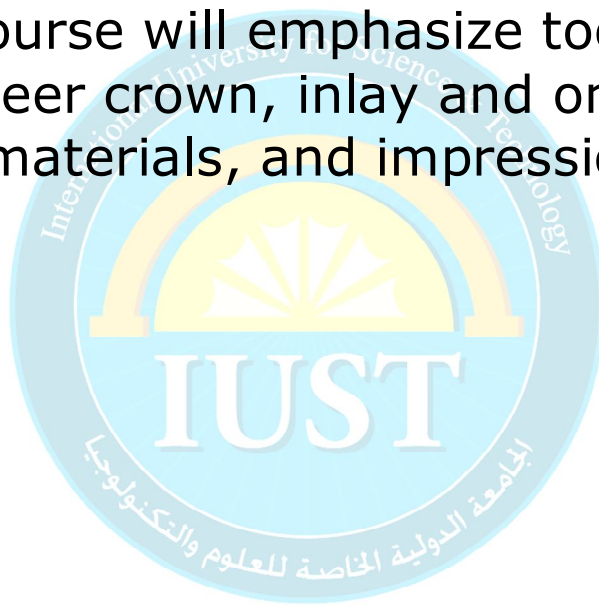 ourse will emphasize too
eer crown, inlay and on
materials, and impressio
International University for Science & Technology
IUST
الجامعة الدولية الخاصة للعلوم والتكنولوجيا